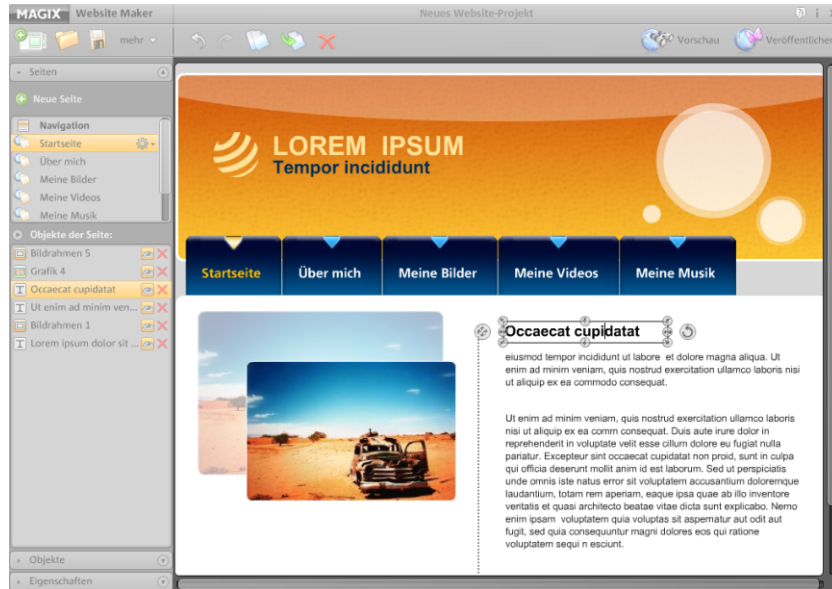 MAGIX Website Maker
Neues Website-Projekt
mehr
Vorschau
Veröffentlichen
Seiten
Neue Seite
Navigation
Startseite
Über mich
Meine Bilder
Meine Videos
Meine Musik
Objekte der Seite:
Bildrahmen 5
Grafik 4
Occaecat cupidatat
Ut enim ad minim ven...
Bildrahmen 1
Lorem ipsum dolor sit ...
Objekte
Eigenschaften
LOREM IPSUM
Tempor incididunt
Startseite
Über mich
Meine Bilder
Meine Videos
Meine Musik
Occaecat cupidatat
eiusmod tempor incididunt ut labore et dolore magna aliqua. Ut
enim ad minim veniam, quis nostrud exercitation ullamco laboris nisi
ut aliquip ex ea commodo consequat.
Ut enim ad minim veniam, quis nostrud exercitation ullamco laboris
nisi ut aliquip ex ea comm consequat. Duis aute irure dolor in
reprehenderit in voluptate velit esse cillum dolore eu fugiat nulla
pariatur. Excepteur sint occaecat cupidatat non proid, sunt in culpa
qui officia deserunt mollit anim id est laborum. Sed ut perspiciatis
unde omnis iste natus error sit voluptatem accusantium doloremque
laudantium, totam rem aperiam, eaque ipsa quae ab illo inventore
veritatis et quasi architecto beatae vitae dicta sunt explicabo. Nemo
enim ipsam voluptatem quia voluptas sit aspernatur aut odit aut
fugit, sed quia consequuntur magni dolores eos qui ratione
voluptatem sequi n esciunt.